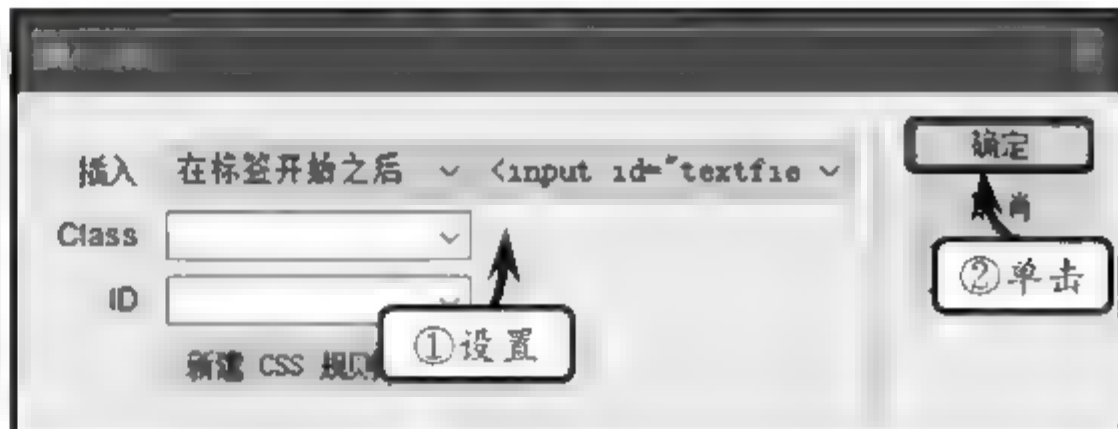 插入 在标签开始之后 <input id="textfie
确定
Class
ID
②单击
①设置
新建 CSS 规则